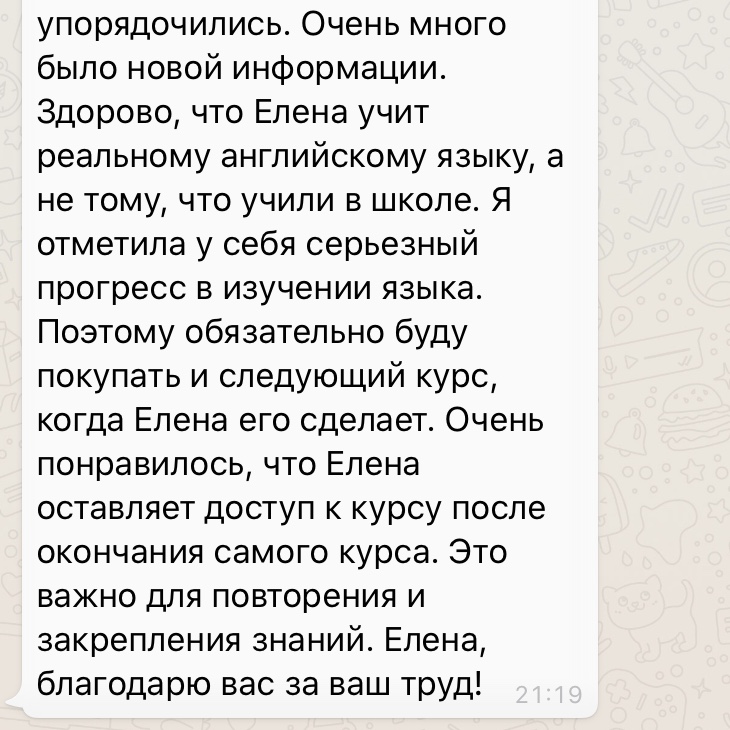 упорядочились. Очень много
было новой информации.
Здорово, что Елена учит
реальному английскому языку, а
не тому, что учили в школе. Я
отметила у себя серьезный
прогресс в изучении языка.
Поэтому обязательно буду
покупать и следующий курс,
когда Елена его сделает. Очень
понравилось, что Елена
оставляет доступ к курсу после
окончания самого курса. Это
важно для повторения и
закрепления знаний. Елена,
благодарю вас за ваш труд!
21:19